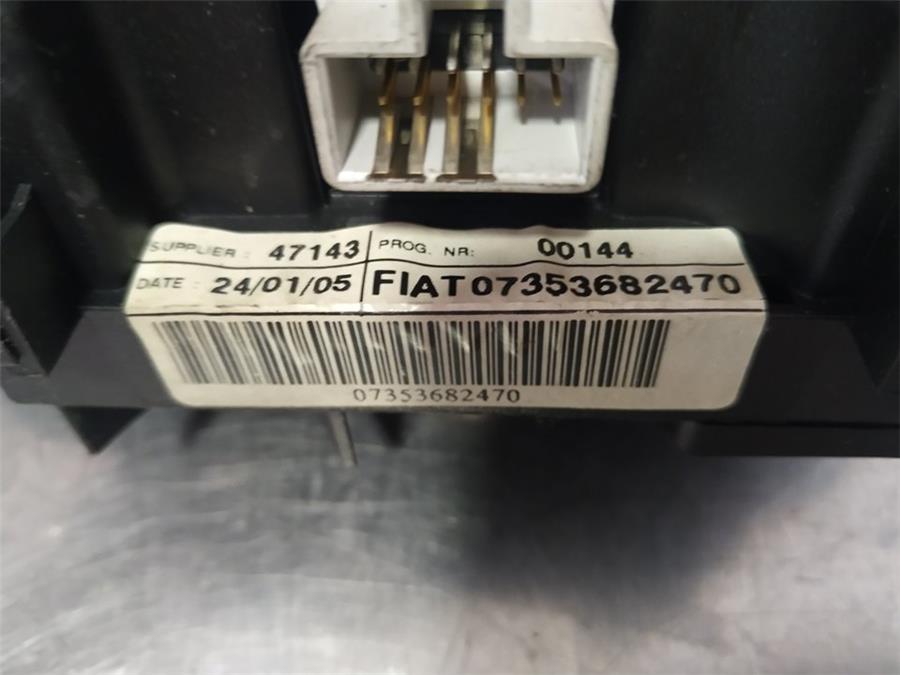 SUPPLIER : 47143 PROG. NR: 00144
DATE : 24/01/05 FIAT07353682470
07353682470